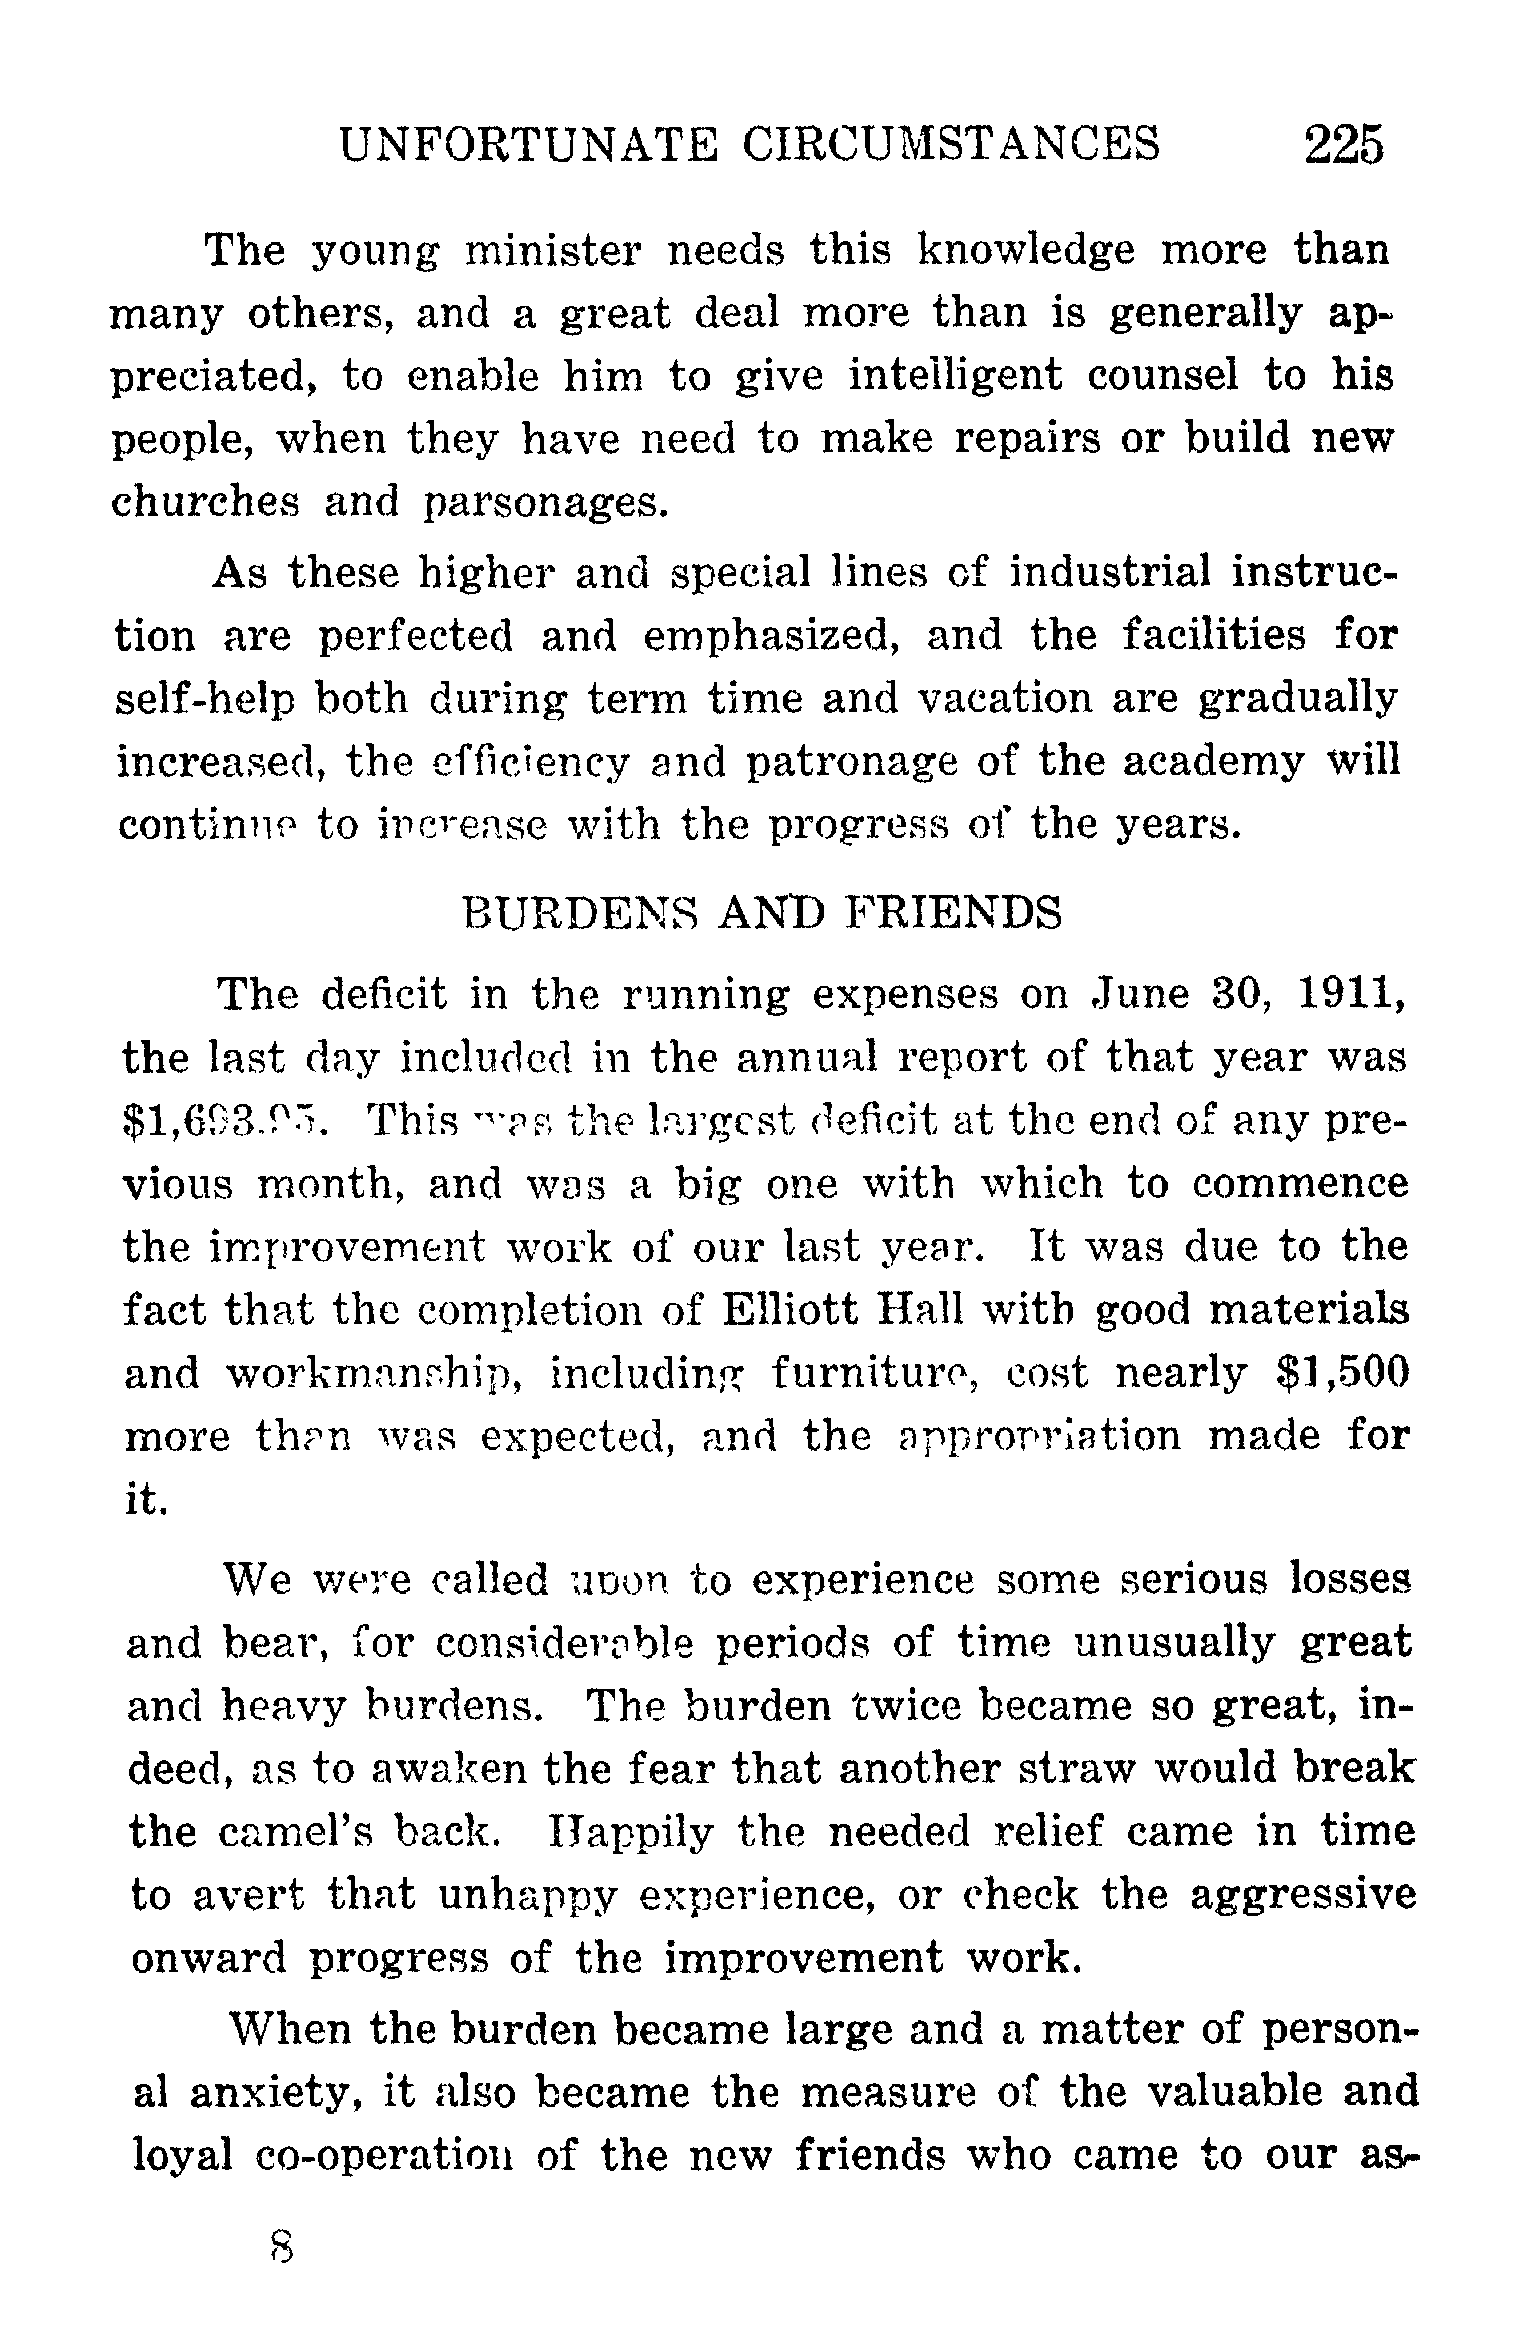 UNFORTUNATE CIRCUMSTANCES 225
The young minister needs this knowledge more than
many others, and a great deal more than is generally ap-
preciated, to enable him to give intelligent counsel to his
people, when they have need to make repairs or build new
churches and parsonages.
As these higher and special lines of industrial instruc-
tion are perfected and emphasized, and the facilities for
self-help both during term time and vacation are gradually
increased, the efficiency and patronage of the academy will
continue to increase with the progress of the years.
BURDENS AND FRIENDS
The deficit in the running expenses on June 30, 1911,
the last day included in the annual report of that year was
This was the largest deficit at the end of any pre-
vious month, and was a big one with which to commence
the improvement work of our last year. It was due to the
fact that the completion of Elliott Hall with good materials
and workmanship, including furniture, cost nearly $1,500
more than was expected, and the appropriation made for
it.
We were called upon to experience some serious losses
and bear, for considerable periods of time unusually great
and heavy burdens. The burden twice became so great, in-
deed, as to awaken the fear that another straw would break
the camel's back. Happily the needed relief came in time
to avert that unhappy experience, or check the aggressive
onward progress of the improvement work.
When the burden became large and a matter of person-
al anxiety, it also became the measure of the valuable and
loyal co-operation of the new friends who came to our as-
8